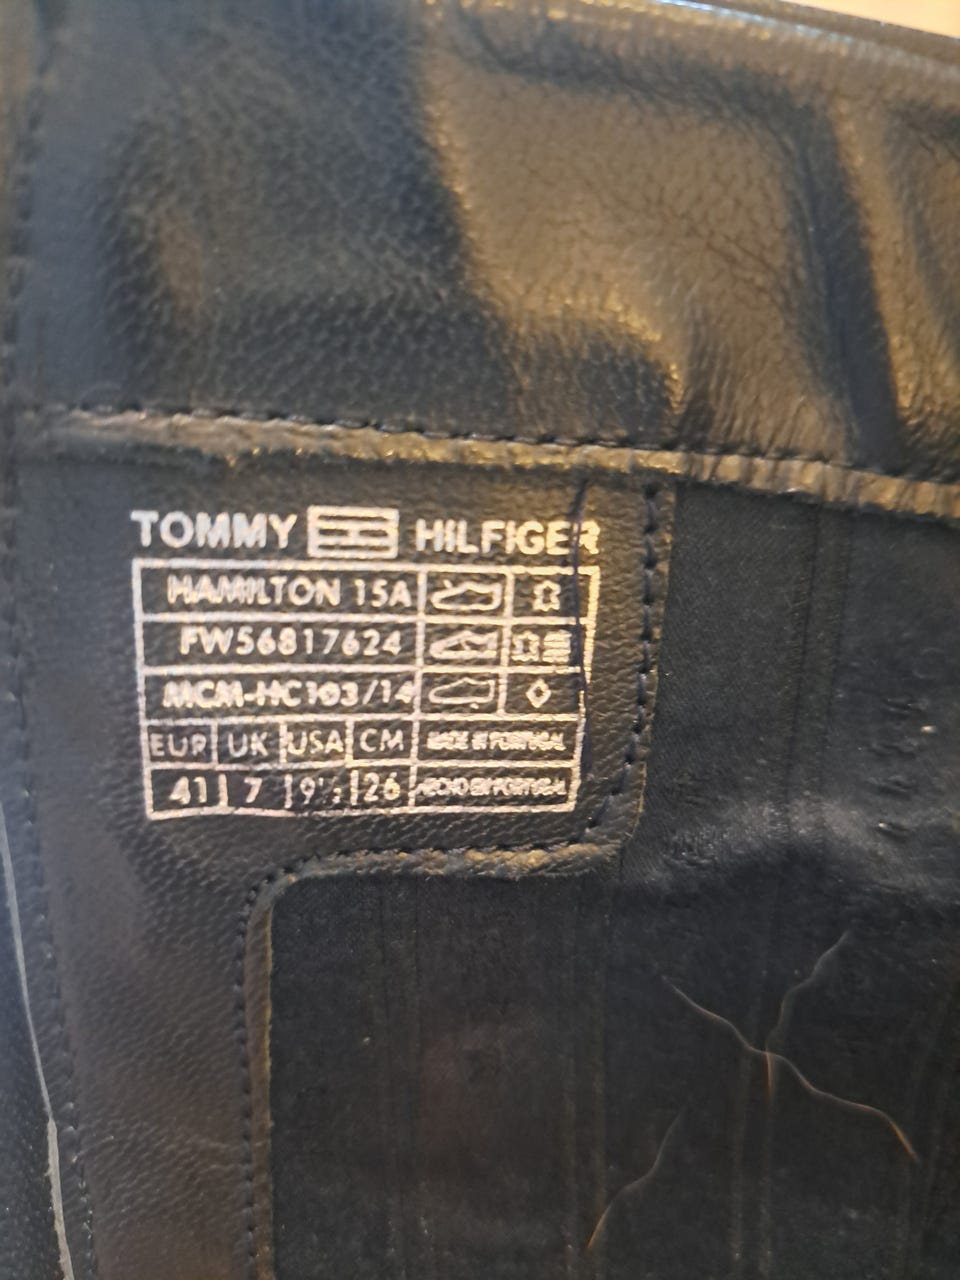 TOMMY HILFIGER
HAMILTON 15A
FW56817624
MCM-HC103/14
EUR UK USA CM MADE IN PORTUGAL
41 7 9½ 26 HECHO EN PORTUGAL